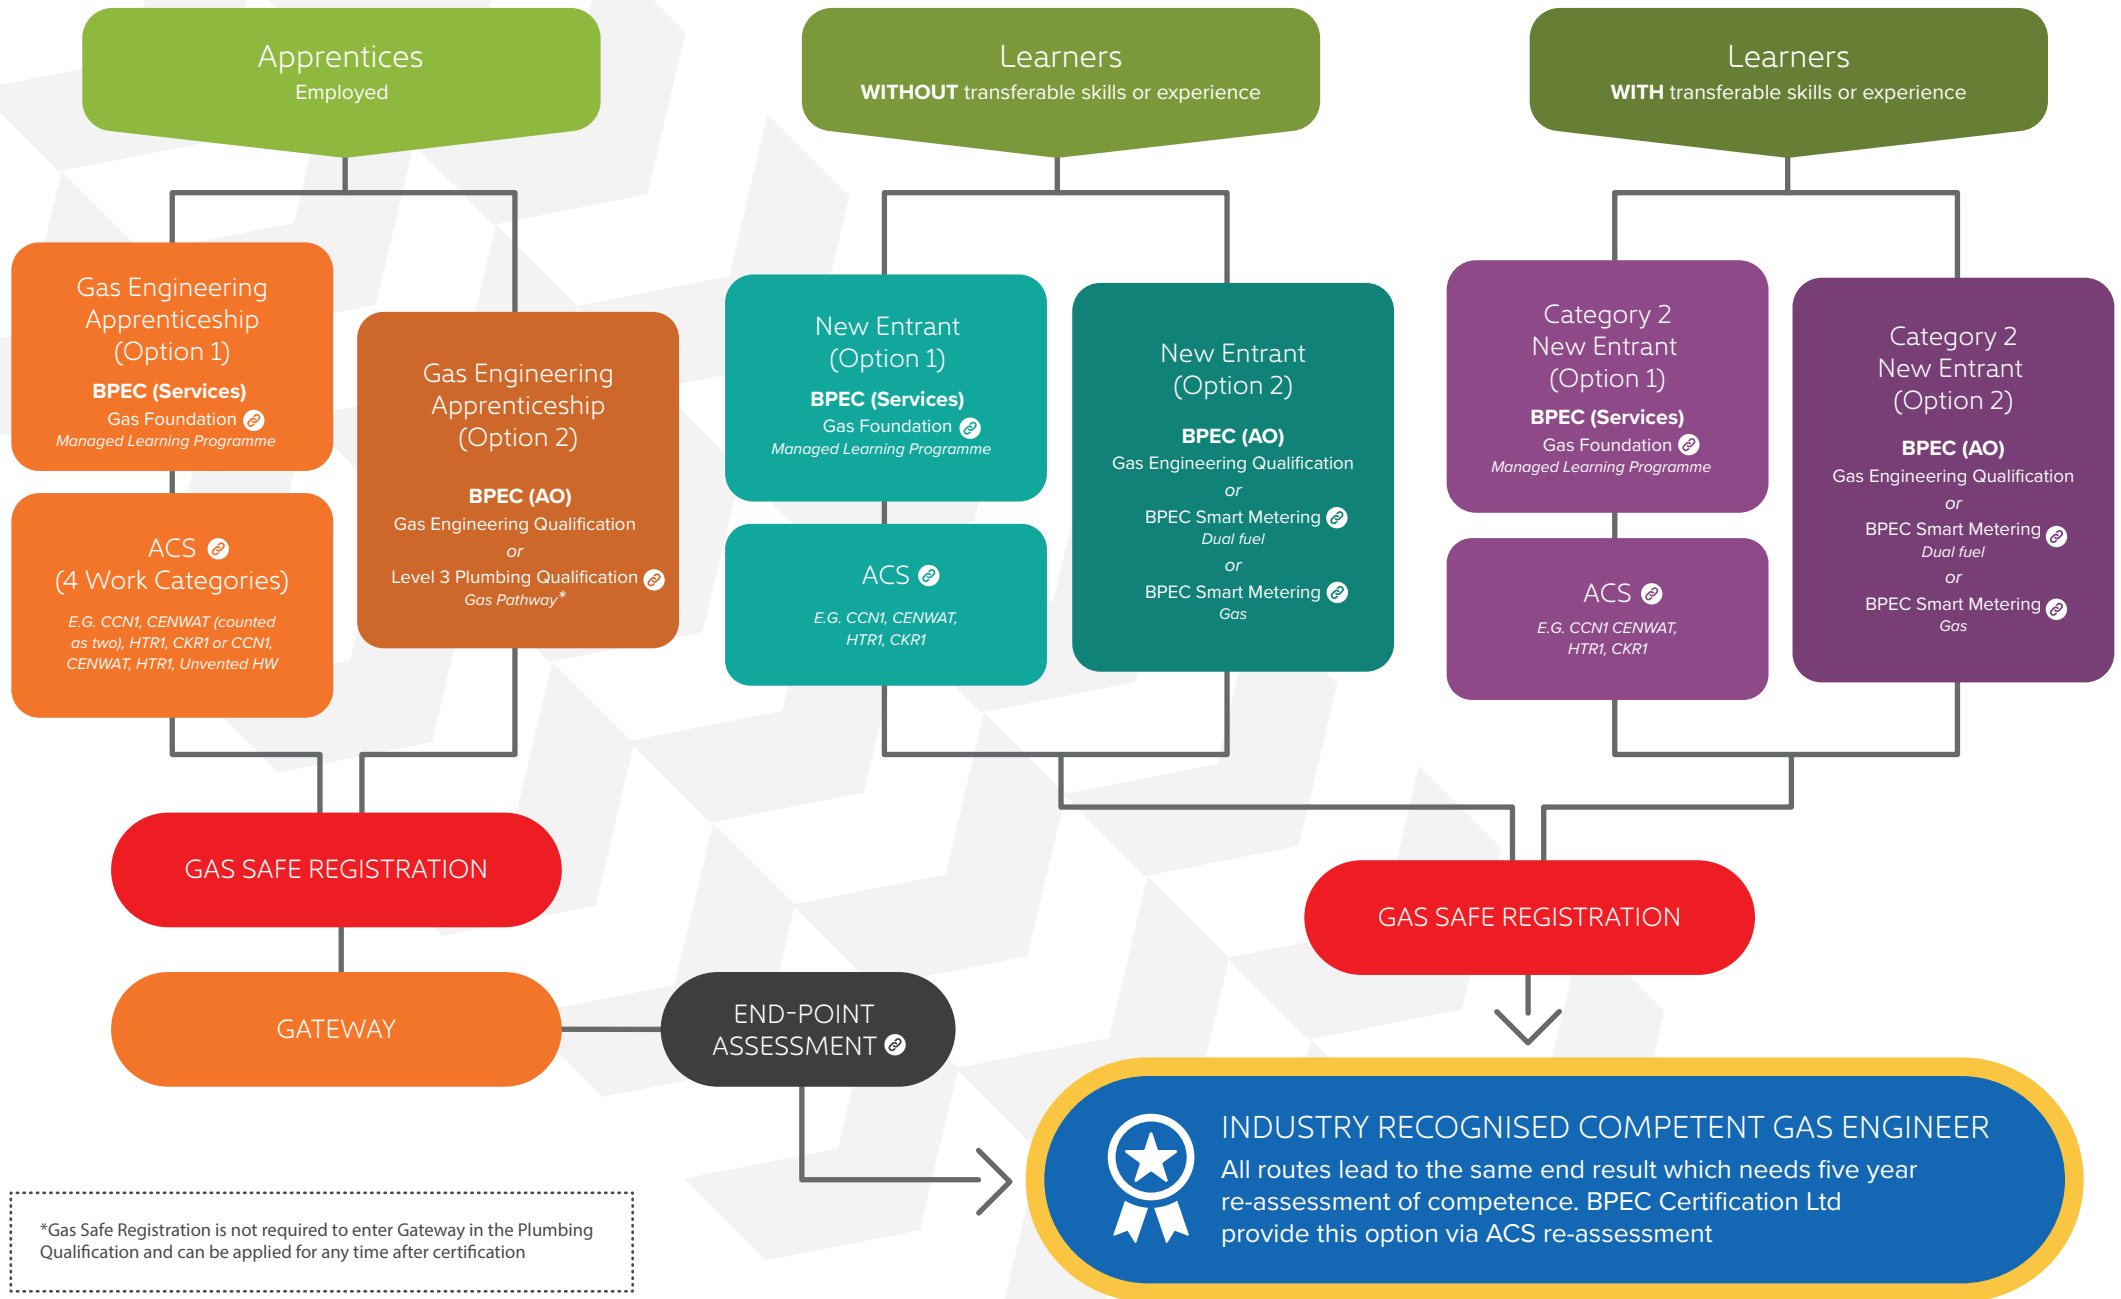 Apprentices
Employed
Learners
WITHOUT transferable skills or experience
Learners
WITH transferable skills or experience
Gas Engineering
Apprenticeship
(Option 1)
BPEC (Services)
Gas Foundation
Managed Learning Programme
ACS
(4 Work Categories)
E.G. CCN1, CENWAT (counted
as two), HTR1, CKR1 or CCN1,
CENWAT, HTR1, Unvented HW
Gas Engineering
Apprenticeship
(Option 2)
BPEC (AO)
Gas Engineering Qualification
or
Level 3 Plumbing Qualification
Gas Pathway*
New Entrant
(Option 1)
BPEC (Services)
Gas Foundation
Managed Learning Programme
ACS
E.G. CCN1, CENWAT,
HTR1, CKR1
New Entrant
(Option 2)
BPEC (AO)
Gas Engineering Qualification
or
BPEC Smart Metering
Dual fuel
or
BPEC Smart Metering
Gas
Category 2
New Entrant
(Option 1)
BPEC (Services)
Gas Foundation
Managed Learning Programme
ACS
E.G. CCN1 CENWAT,
HTR1, CKR1
Category 2
New Entrant
(Option 2)
BPEC (AO)
Gas Engineering Qualification
or
BPEC Smart Metering
Dual fuel
or
BPEC Smart Metering
Gas
GAS SAFE REGISTRATION
GAS SAFE REGISTRATION
GATEWAY
END-POINT
ASSESSMENT
INDUSTRY RECOGNISED COMPETENT GAS ENGINEER
All routes lead to the same end result which needs five year
re-assessment of competence. BPEC Certification Ltd
provide this option via ACS re-assessment
*Gas Safe Registration is not required to enter Gateway in the Plumbing
Qualification and can be applied for any time after certification